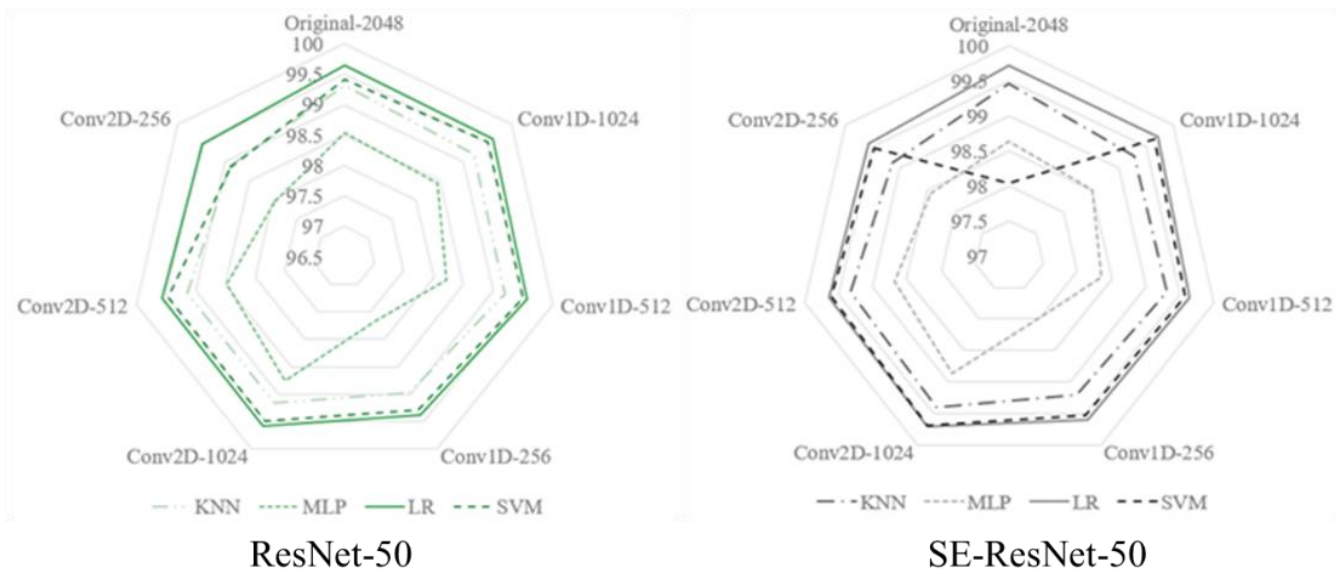 Original-2048
100
99.5
99
98.5
98
97.5
97
96.5
Conv1D-1024
Conv1D-512
Conv1D-256
Conv2D-1024
Conv2D-512
Conv2D-256
KNN MLP LR SVM
ResNet-50
Original-2048
100
99.5
99
98.5
98
97.5
97
Conv1D-1024
Conv1D-512
Conv1D-256
Conv2D-1024
Conv2D-512
Conv2D-256
KNN MLP LR SVM
SE-ResNet-50